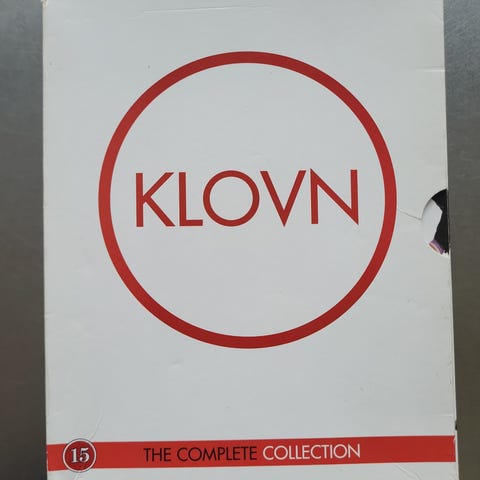 KLOVN
15 THE COMPLETE COLLECTION